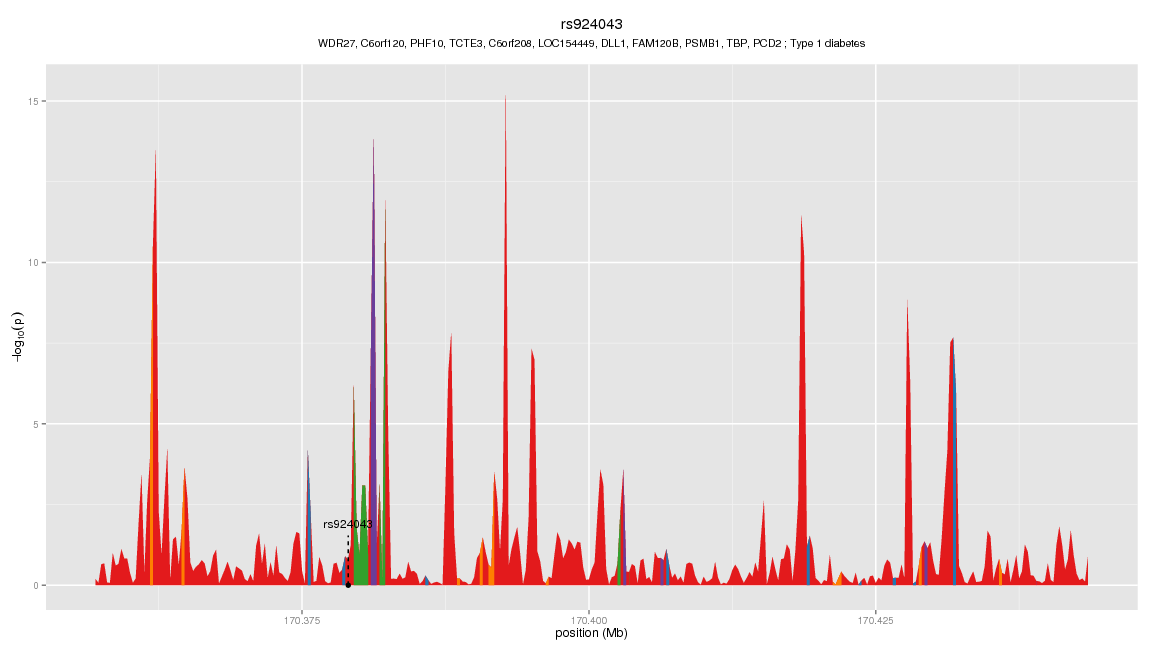 rs924043
WDR27, C6orf120, PHF10, TCTE3, C6orf208, LOC154449, DLL1, FAM120B, PSMB1, TBP, PCD2 ; Type 1 diabetes
15
10
5
0
−log10(p)
rs924043
170.375
170.400
170.425
position (Mb)